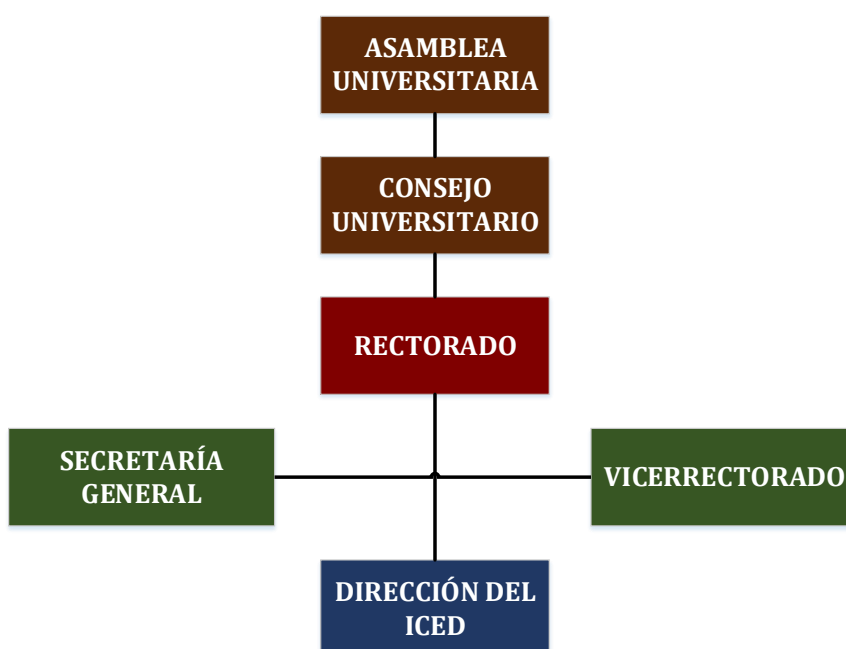 ASAMBLEA
UNIVERSITARIA
CONSEJO
UNIVERSITARIO
RECTORADO
SECRETARÍA
GENERAL
VICERRECTORADO
DIRECCIÓN DEL
ICED